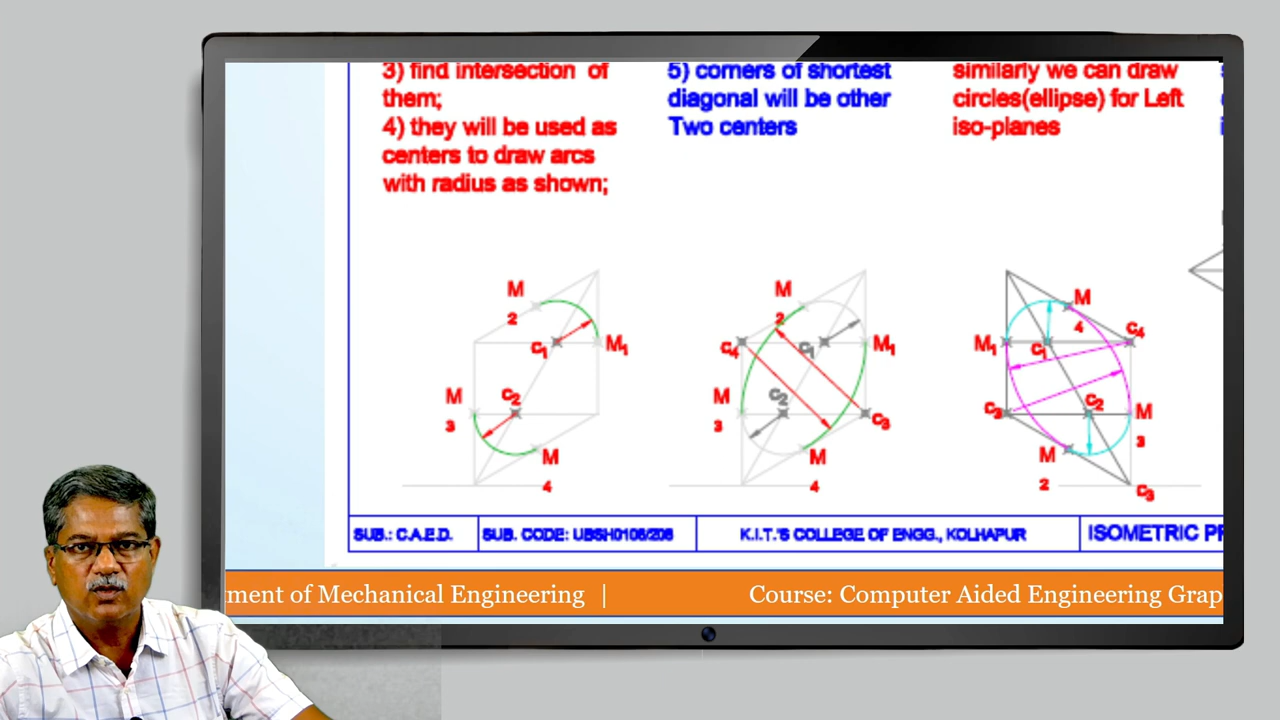 3) find intersection of
them;
4) they will be used as
centers to draw arcs
with radius as shown;
5) corners of shortest
diagonal will be other
Two centers
similarly we can draw
circles(ellipse) for Left
iso-planes
M
2
C1
M1
C2
M
3
M
4
M
2
C4
C1
M1
M
3
C2
C3
M
4
M
4
M1
C1
C4
C3
C2
M
3
M
2
C3
SUB.: C.A.E.D.
SUB. CODE: UBSH0106/206
K.I.T.'S COLLEGE OF ENGG., KOLHAPUR
ISOMETRIC PR
ment of Mechanical Engineering |
Course: Computer Aided Engineering Grap